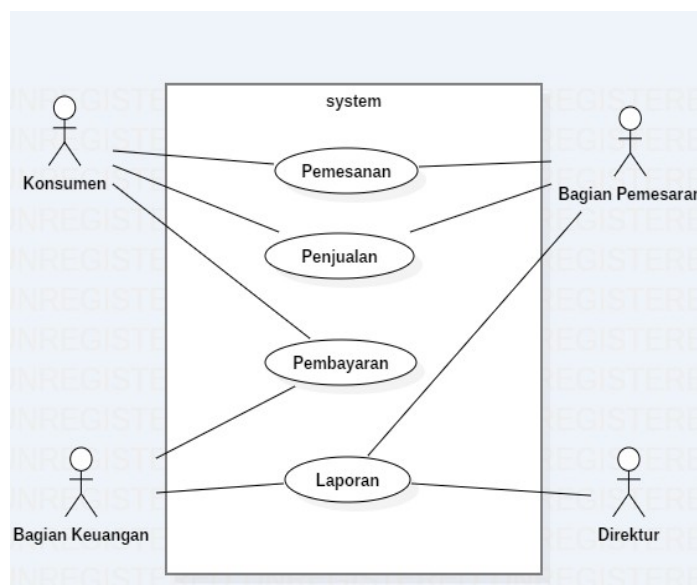 system
Konsumen
Pemesanan
Bagian Pemesaran
Penjualan
Pembayaran
Laporan
Bagian Keuangan
Direktur